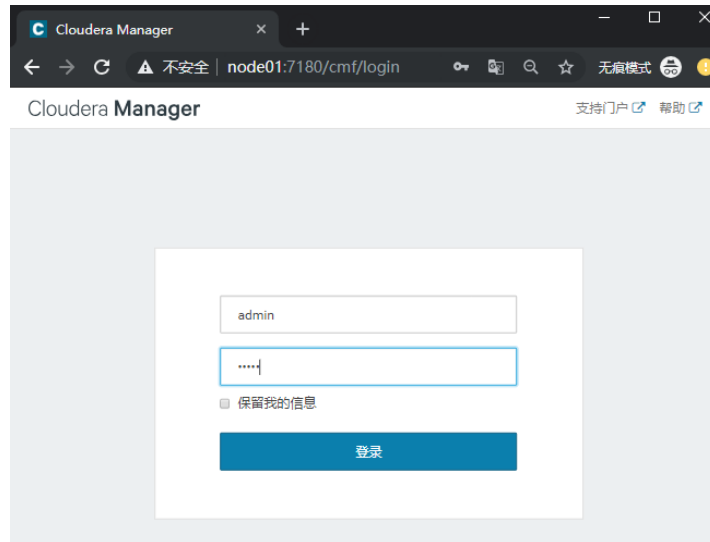 Cloudera Manager
不安全 node01:7180/cmf/login 无痕模式
Cloudera Manager 支持门户 帮助
admin
•••••
保留我的信息
登录